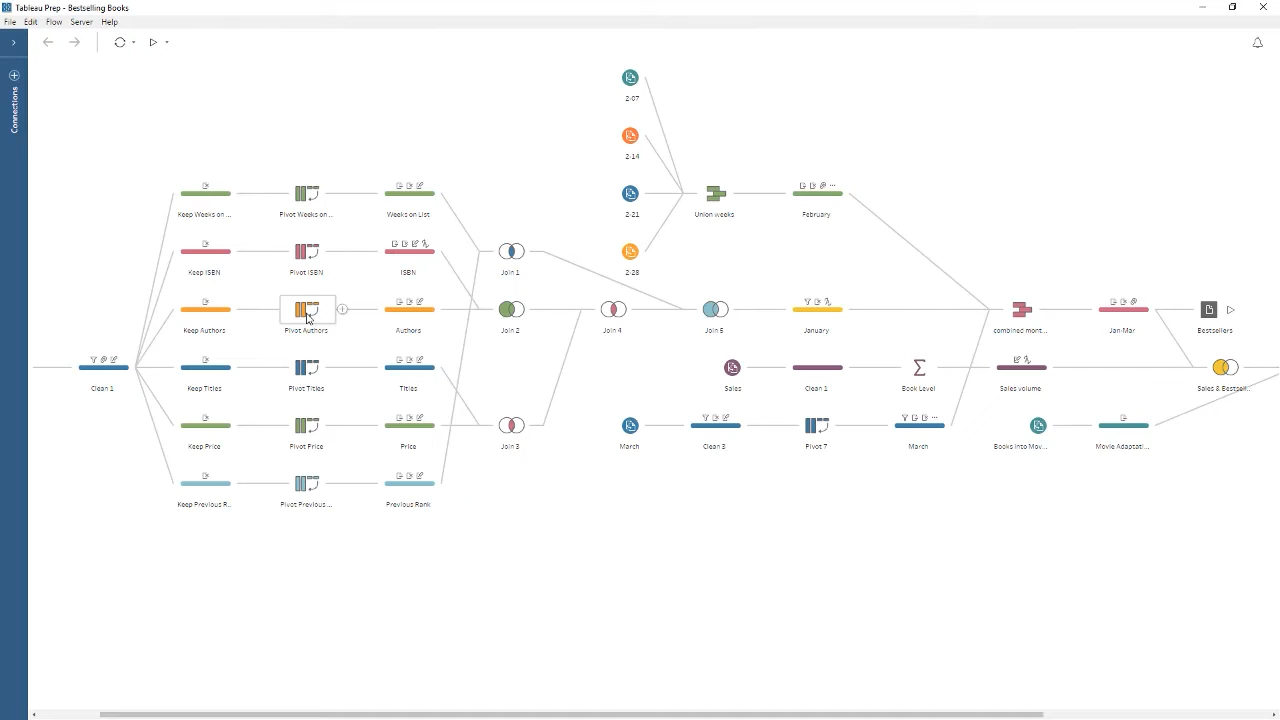 Tableau Prep - Bestselling Books
File Edit Flow Server Help
Connections
2-07
2-14
2-21
2-28
Keep Weeks on ...
Pivot Weeks on ...
Weeks on List
Union weeks
February
Keep ISBN
Pivot ISBN
ISBN
Join 1
Keep Authors
Pivot Authors
Authors
Join 2
Join 4
Join 5
January
combined mont...
Jan-Mar
Bestsellers
Clean 1
Keep Titles
Pivot Titles
Titles
Sales
Clean 1
Book Level
Sales volume
Sales & Bestsell...
Keep Price
Pivot Price
Price
Join 3
March
Clean 3
Pivot 7
March
Books Into Mov...
Movie Adaptati...
Keep Previous R..
Pivot Previous ...
Previous Rank